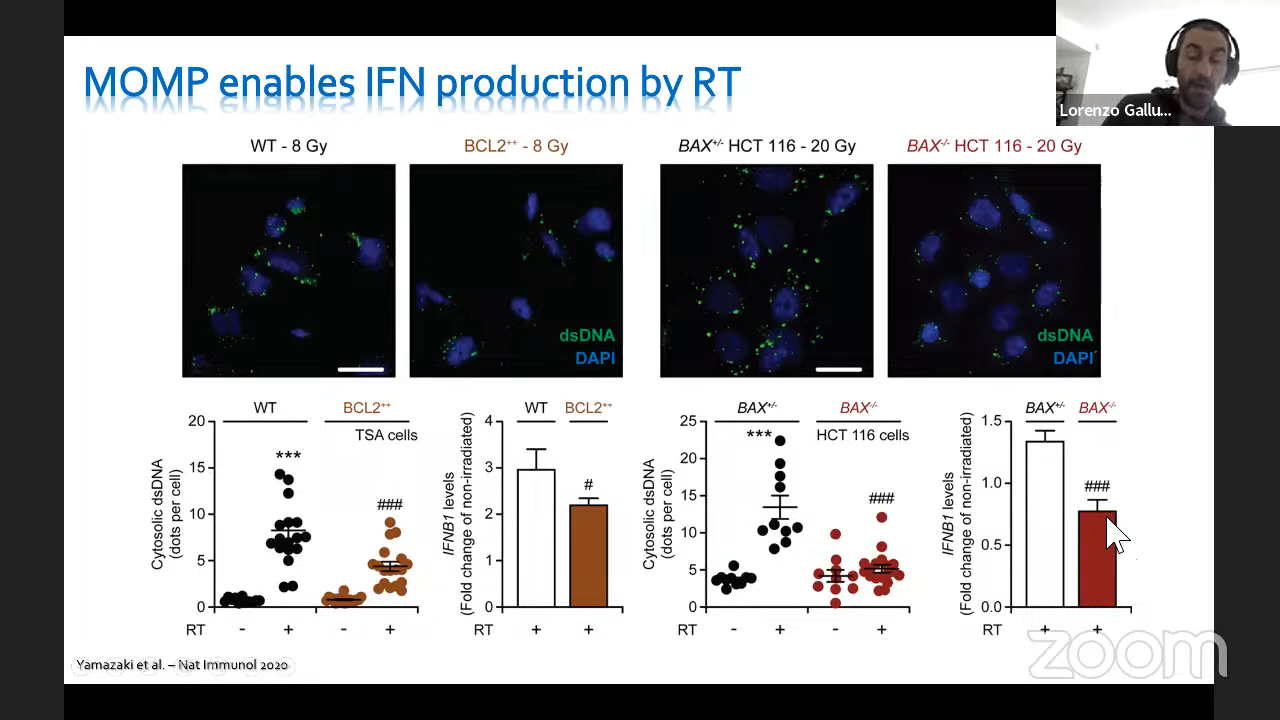 MOMP enables IFN production by RT
Lorenzo Gallu...
WT - 8 Gy
BCL2++ - 8 Gy
BAX+/- HCT 116 - 20 Gy
BAX-/- HCT 116 - 20 Gy
dsDNA
DAPI
dsDNA
DAPI
Cytosolic dsDNA
(dots per cell)
20
15
10
5
0
WT
BCL2++
TSA cells
***
###
RT - + - +
IFNB1 levels
(Fold change of non-irradiated)
4
3
2
1
0
WT
BCL2++
#
RT + +
Cytosolic dsDNA
(dots per cell)
25
20
15
10
5
0
BAX+/-
BAX-/-
HCT 116 cells
***
###
RT - + - +
IFNB1 levels
(Fold change of non-irradiated)
1.5
1.0
0.5
0.0
BAX+/-
BAX-/-
###
RT + +
Yamazaki et al. – Nat Immunol 2020
zoom